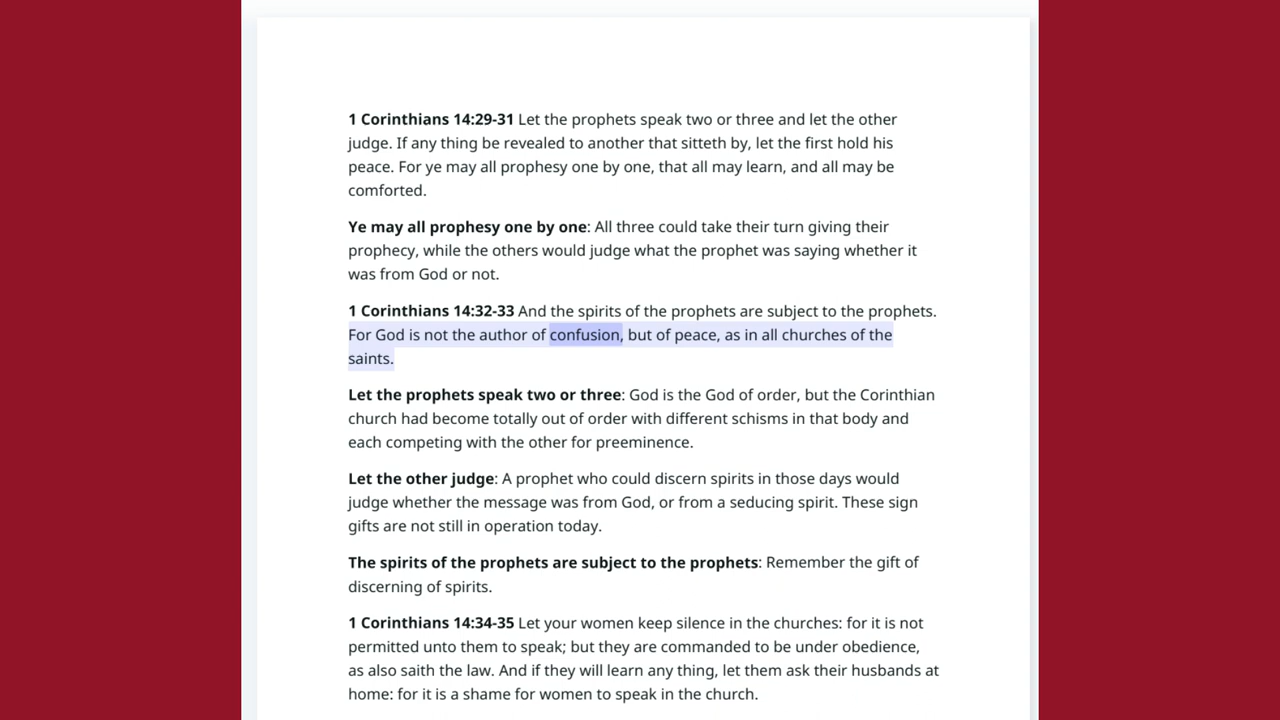 1 Corinthians 14:29-31 Let the prophets speak two or three and let the other
judge. If any thing be revealed to another that sitteth by, let the first hold his
peace. For ye may all prophesy one by one, that all may learn, and all may be
comforted.
Ye may all prophesy one by one: All three could take their turn giving their
prophecy, while the others would judge what the prophet was saying whether it
was from God or not.
1 Corinthians 14:32-33 And the spirits of the prophets are subject to the prophets.
For God is not the author of confusion, but of peace, as in all churches of the
saints.
Let the prophets speak two or three: God is the God of order, but the Corinthian
church had become totally out of order with different schisms in that body and
each competing with the other for preeminence.
Let the other judge: A prophet who could discern spirits in those days would
judge whether the message was from God, or from a seducing spirit. These sign
gifts are not still in operation today.
The spirits of the prophets are subject to the prophets: Remember the gift of
discerning of spirits.
1 Corinthians 14:34-35 Let your women keep silence in the churches: for it is not
permitted unto them to speak; but they are commanded to be under obedience,
as also saith the law. And if they will learn any thing, let them ask their husbands at
home: for it is a shame for women to speak in the church.